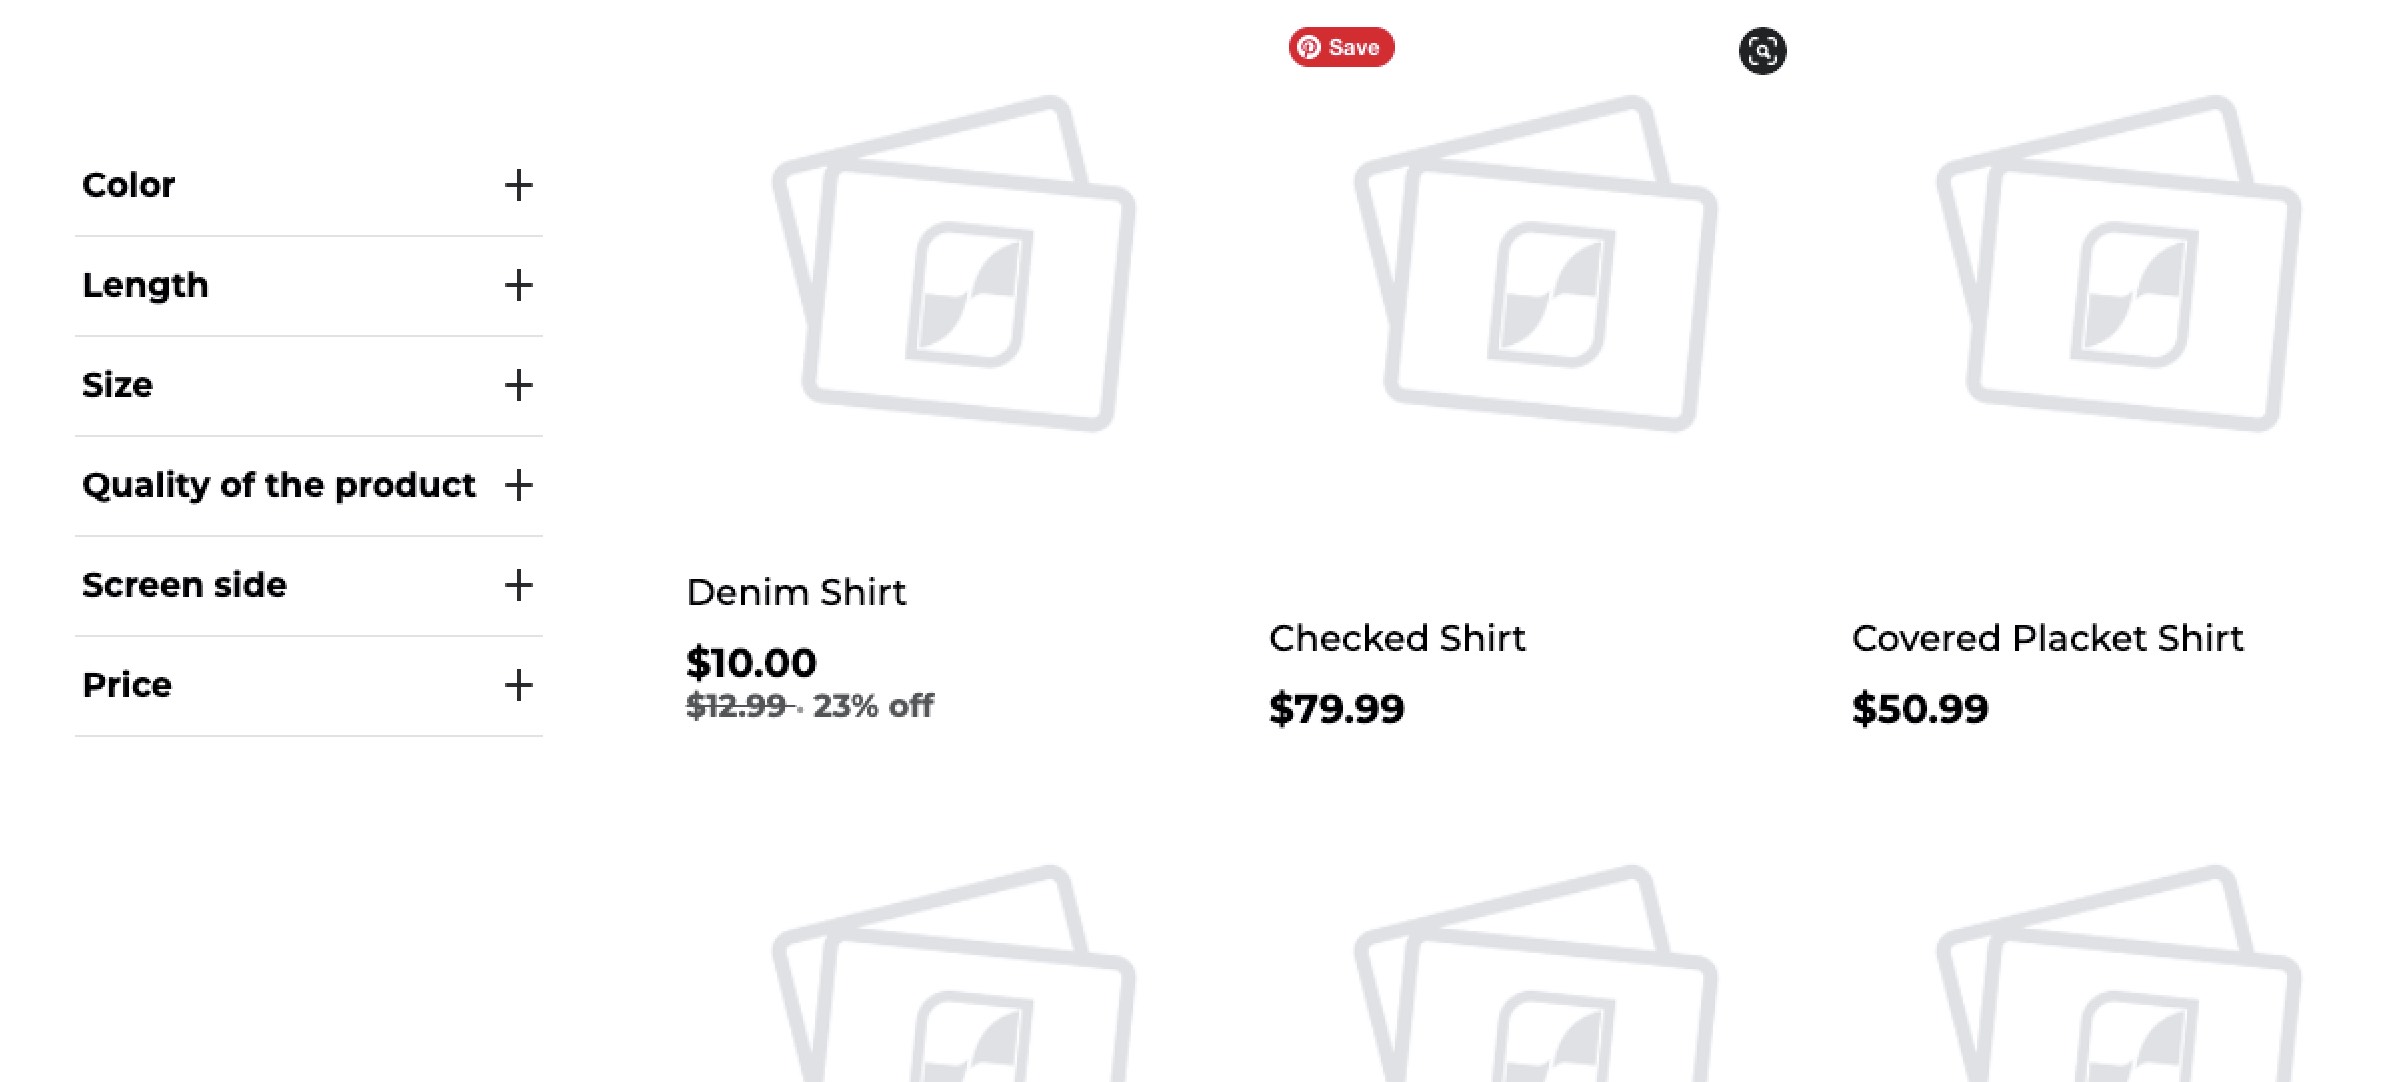 Save
Color
Length
Size
Quality of the product
Screen side
Price
Denim Shirt
$10.00
$12.99 · 23% off
Checked Shirt
$79.99
Covered Placket Shirt
$50.99